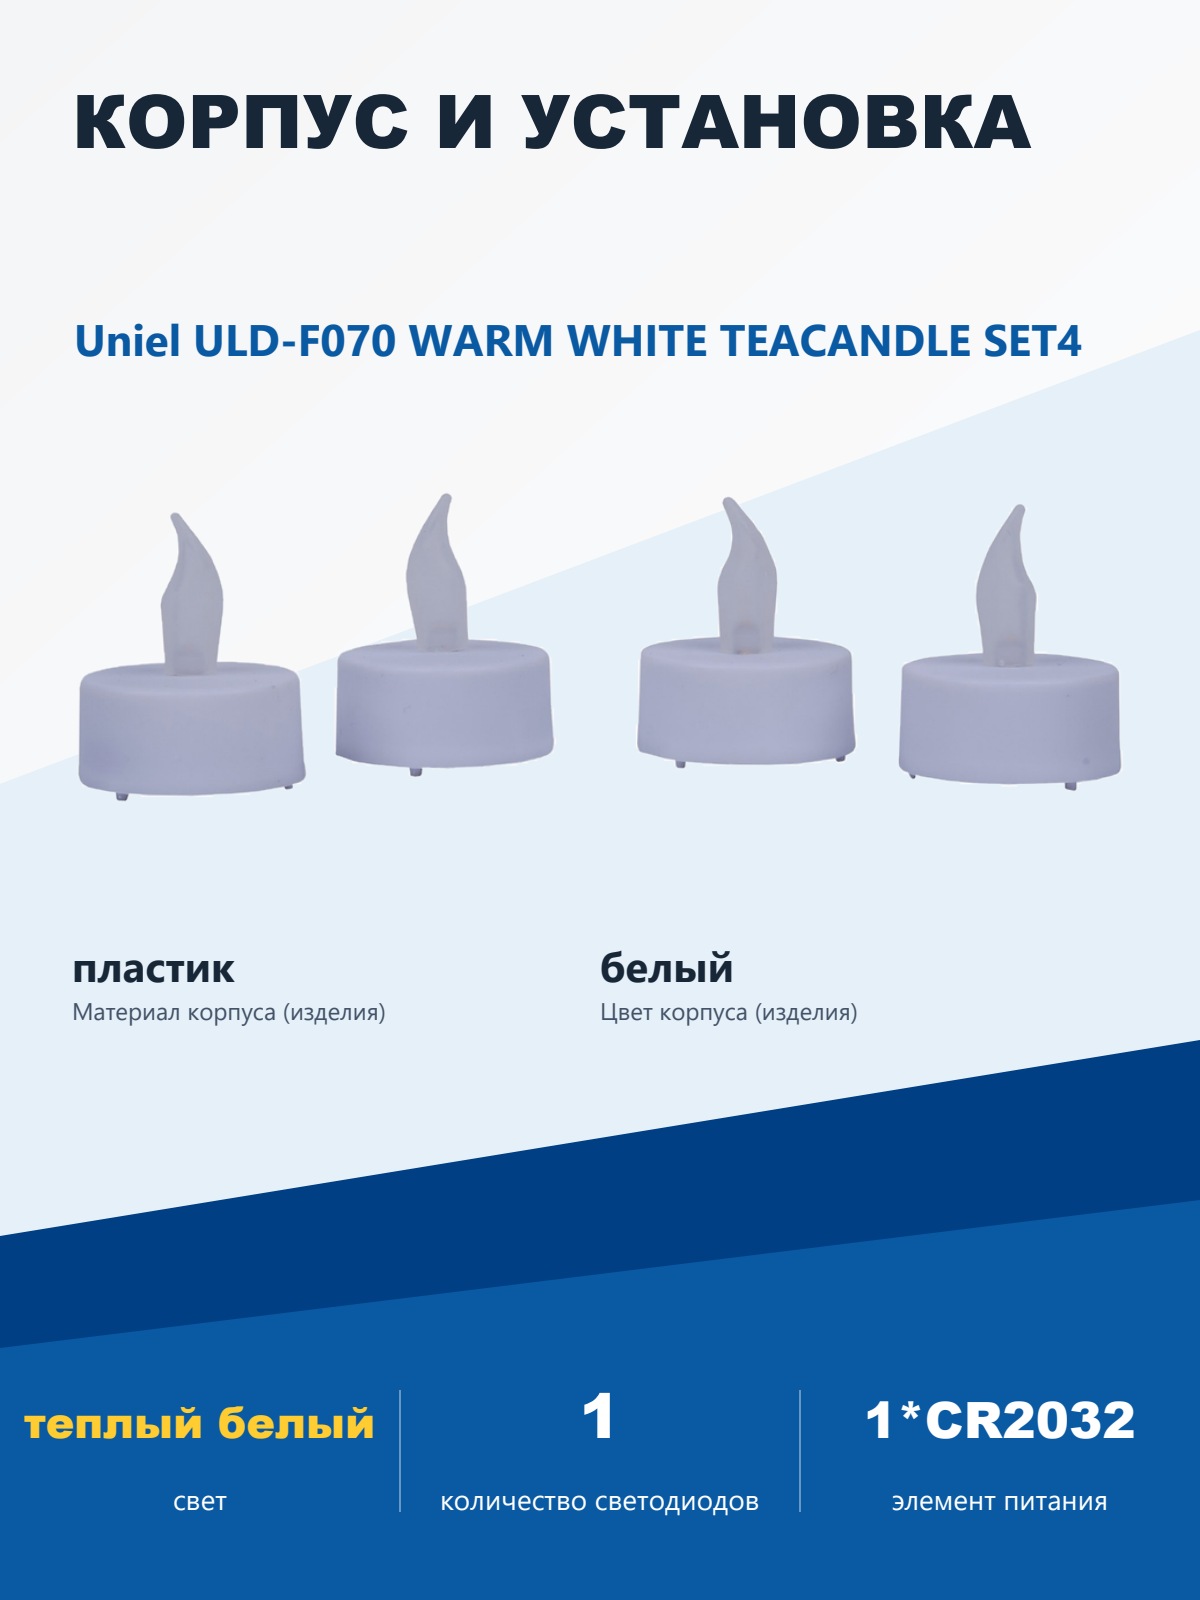 КОРПУС И УСТАНОВКА
Uniel ULD-F070 WARM WHITE TEACANDLE SET4
пластик
Материал корпуса (изделия)
белый
Цвет корпуса (изделия)
теплый белый
свет
1
количество светодиодов
1*CR2032
элемент питания